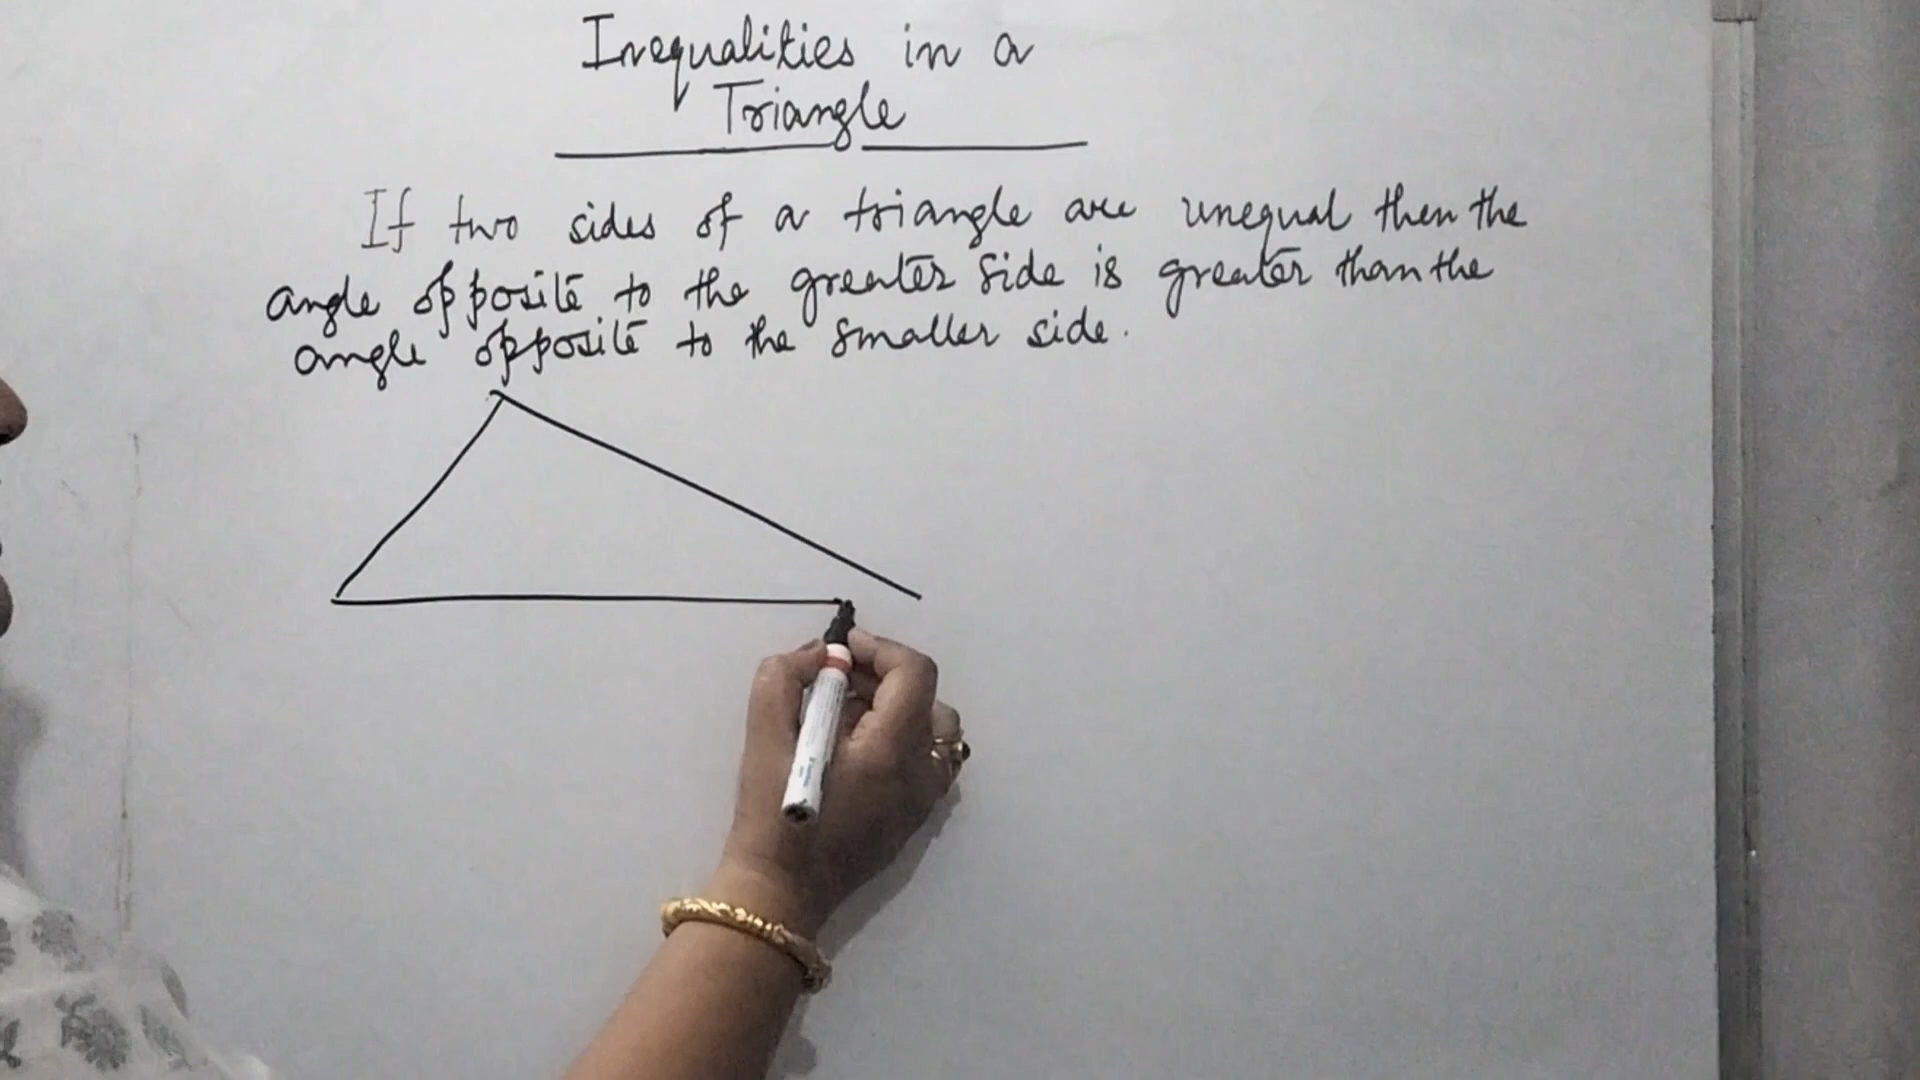 Inequalities in a
Triangle
If two sides of a triangle are unequal then the
angle opposite to the greater side is greater than the
angle opposite to the smaller side.